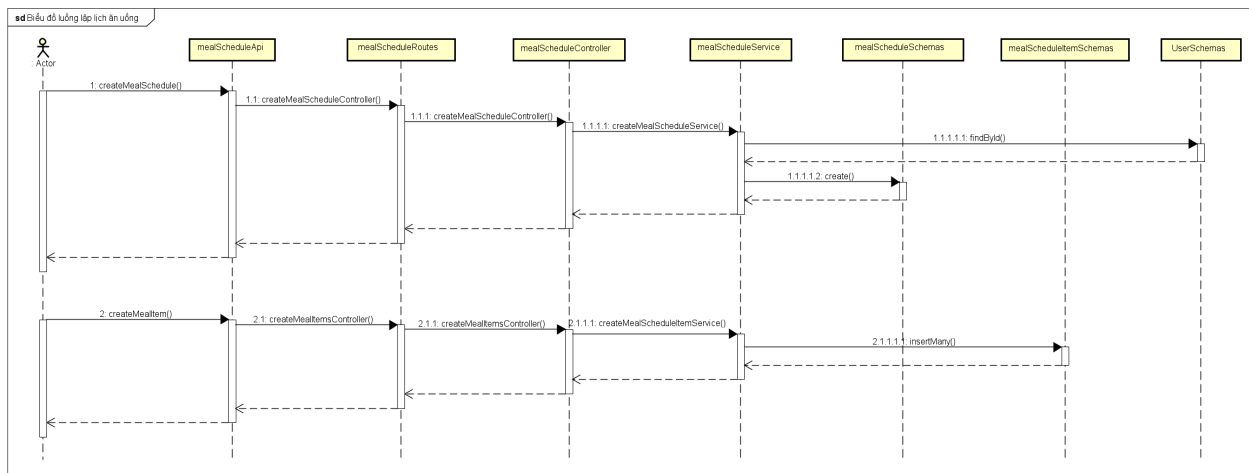 sd Biểu đồ luồng lập lịch ăn uống
: Actor
mealScheduleApi
mealScheduleRoutes
mealScheduleController
mealScheduleService
mealScheduleSchemas
mealScheduleItemSchemas
UserSchemas
1: createMealSchedule()
1.1: createMealScheduleController()
1.1.1: createMealScheduleController()
1.1.1.1: createMealScheduleService()
1.1.1.1.1: findById()
1.1.1.1.2: create()
2: createMealItem()
2.1: createMealItemsController()
2.1.1: createMealItemsController()
2.1.1.1: createMealScheduleItemService()
2.1.1.1.1: insertMany()